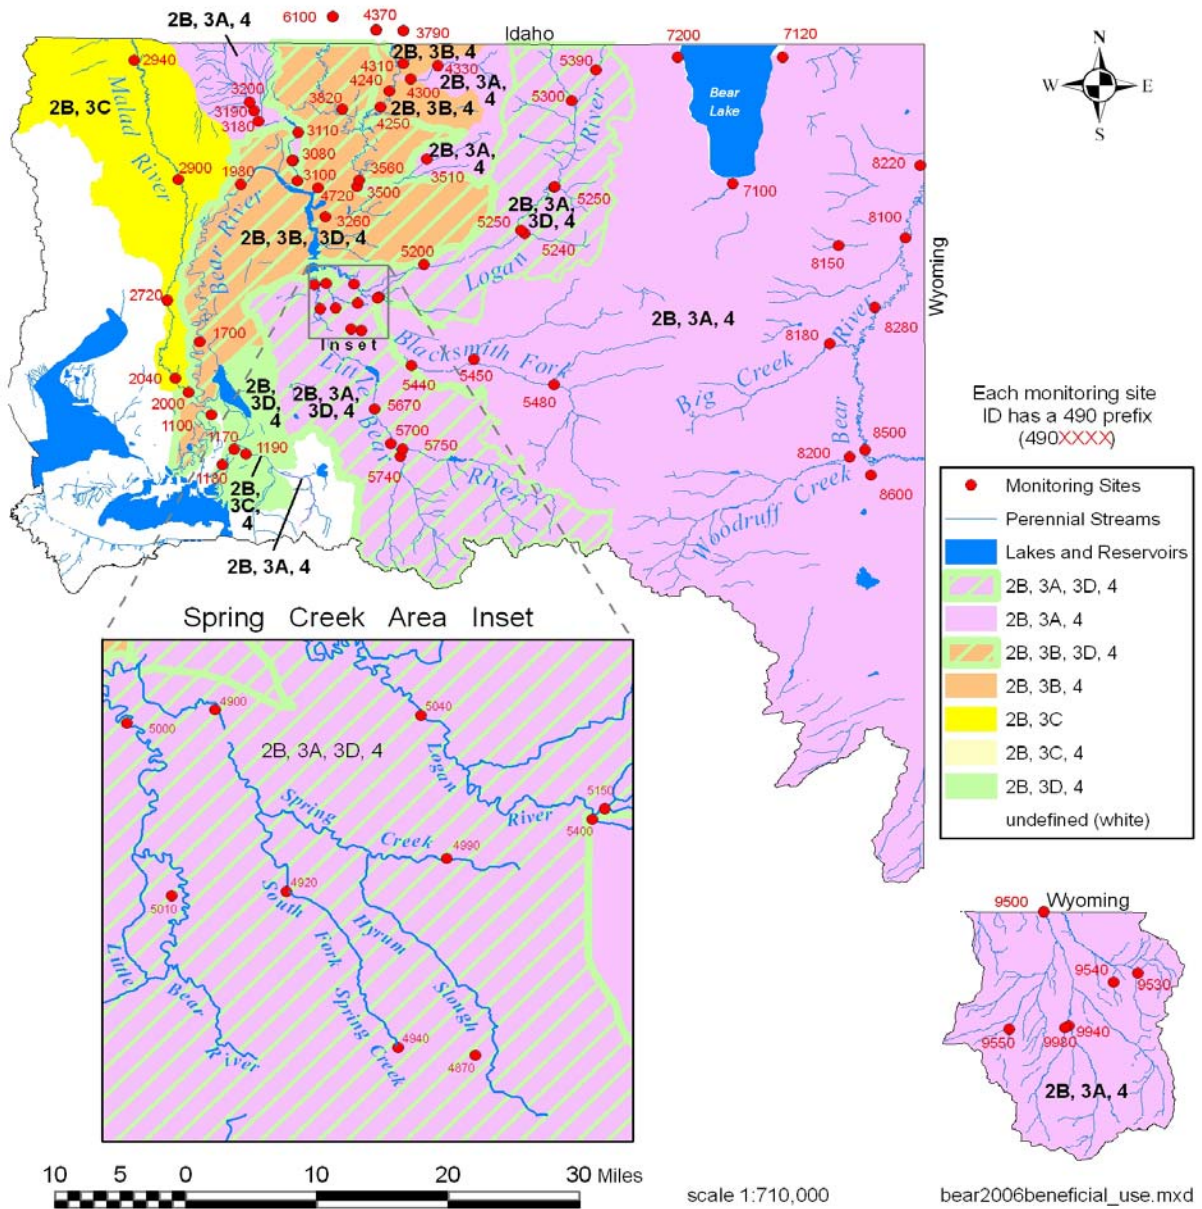 6100
4370
3790
Idaho
7200
7120
2B, 3A, 4
2940
2B, 3B, 4
4310
4330
4240
2B, 3A,
4
4300
5390
5300
River
Bear
Lake
N
W
E
S
2B, 3C
Malad
River
3200
3190
3180
3820
2B, 3B, 4
4250
3110
3080
3100
3560
3500
4720
2B, 3A,
4
3510
2900
1980
3260
2B, 3B, 3D, 4
5250
2B, 3A,
3D, 4
5250
5240
5200
Logan
7100
8220
8100
8150
Wyoming
Bear River
2720
1700
Inset
2B, 3A, 4
8280
8180
River
Big
Creek
Bear
Blacksmith
Fork
5440
5450
5480
2040
2000
1100
1170
1190
1180
2B,
3D,
4
2B, 3A,
3D, 4
Little
Bear
River
5670
5700
5750
5740
2B,
3C,
4
2B, 3A, 4
8200
8500
8600
Woodruff Creek
Each monitoring site
ID has a 490 prefix
(490XXXX)
Monitoring Sites
Perennial Streams
Lakes and Reservoirs
2B, 3A, 3D, 4
2B, 3A, 4
2B, 3B, 3D, 4
2B, 3B, 4
2B, 3C
2B, 3C, 4
2B, 3D, 4
undefined (white)
Spring Creek Area Inset
4900
5000
5040
2B, 3A, 3D, 4
Logan
River
5150
5400
Spring
Creek
4990
4920
5010
South
Fork
Spring Creek
Hyrum
Slough
Little
Bear
River
4940
4870
9500
Wyoming
9540
9530
9550
9980
9940
2B, 3A, 4
10 5 0 10 20 30 Miles
scale 1:710,000
bear2006beneficial_use.mxd